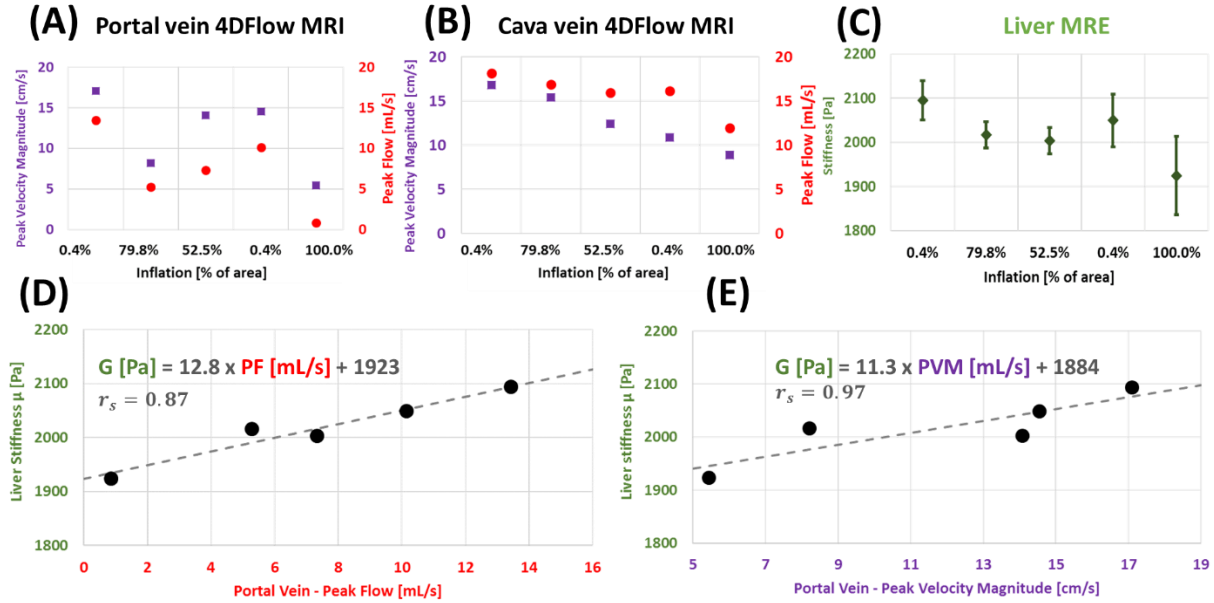 (A) Portal vein 4DFlow MRI
Peak Velocity Magnitude [cm/s]
20
15
10
5
0
20
15
10
5
0
Peak Flow [mL/s]
0.4% 79.8% 52.5% 0.4% 100.0%
Inflation [% of area]
(B) Cava vein 4DFlow MRI
Peak Velocity Magnitude [cm/s]
20
15
10
5
0
20
15
10
5
0
Peak Flow [mL/s]
0.4% 79.8% 52.5% 0.4% 100.0%
Inflation [% of area]
(C) Liver MRE
Stiffness [Pa]
2200
2100
2000
1900
1800
0.4% 79.8% 52.5% 0.4% 100.0%
Inflation [% of area]
(D)
Liver Stiffness μ [Pa]
2200
2100
2000
1900
1800
G [Pa] = 12.8 x PF [mL/s] + 1923
rs = 0.87
0 2 4 6 8 10 12 14 16
Portal Vein - Peak Flow [mL/s]
(E)
Liver stiffness μ [Pa]
2200
2100
2000
1900
1800
G [Pa] = 11.3 x PVM [mL/s] + 1884
rs = 0.97
5 7 9 11 13 15 17 19
Portal Vein - Peak Velocity Magnitude [cm/s]